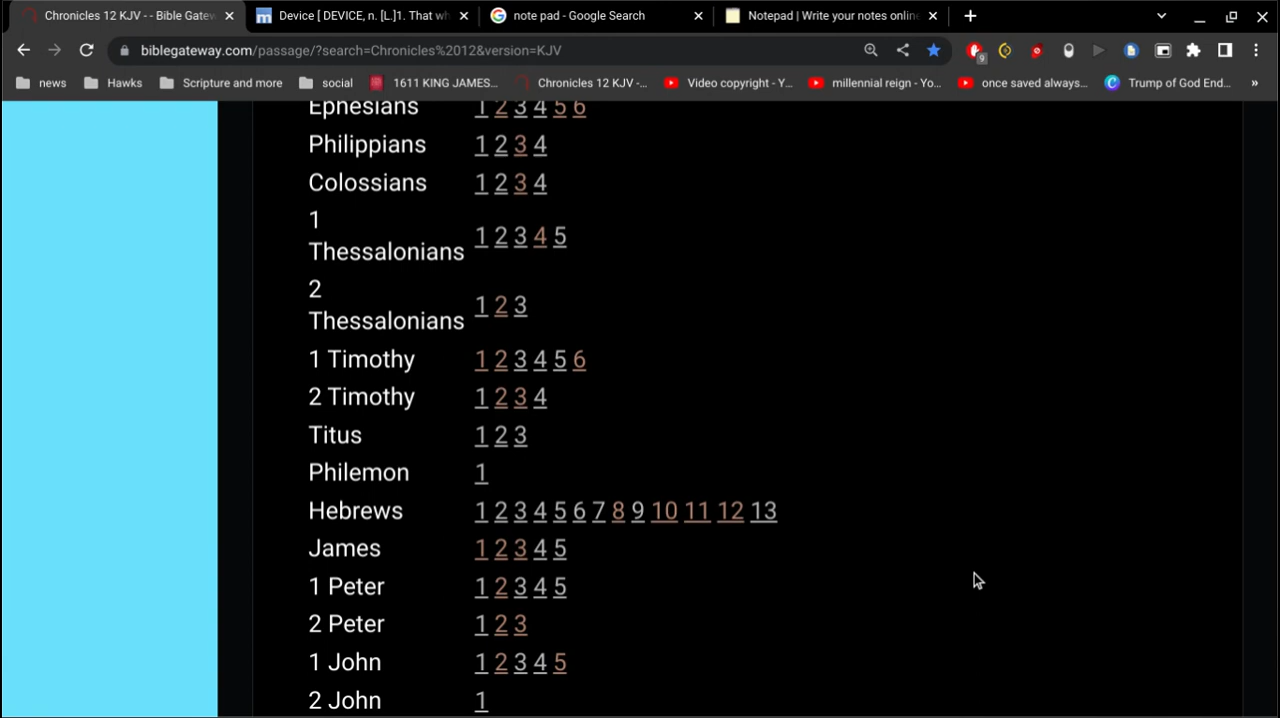 Chronicles 12 KJV - - Bible Gatew
Device [ DEVICE, n. [L.]1. That wh
note pad - Google Search
Notepad | Write your notes online
biblegateway.com/passage/?search=Chronicles%2012&version=KJV
9
news
Hawks
Scripture and more
social
1611 KING JAMES...
Chronicles 12 KJV -...
Video copyright - Y...
millennial reign - Yo...
once saved always...
Trump of God End...
»
Ephesians 1 2 3 4 5 6
Philippians 1 2 3 4
Colossians 1 2 3 4
1
Thessalonians 1 2 3 4 5
2
Thessalonians 1 2 3
1 Timothy 1 2 3 4 5 6
2 Timothy 1 2 3 4
Titus 1 2 3
Philemon 1
Hebrews 1 2 3 4 5 6 7 8 9 10 11 12 13
James 1 2 3 4 5
1 Peter 1 2 3 4 5
2 Peter 1 2 3
1 John 1 2 3 4 5
2 John 1